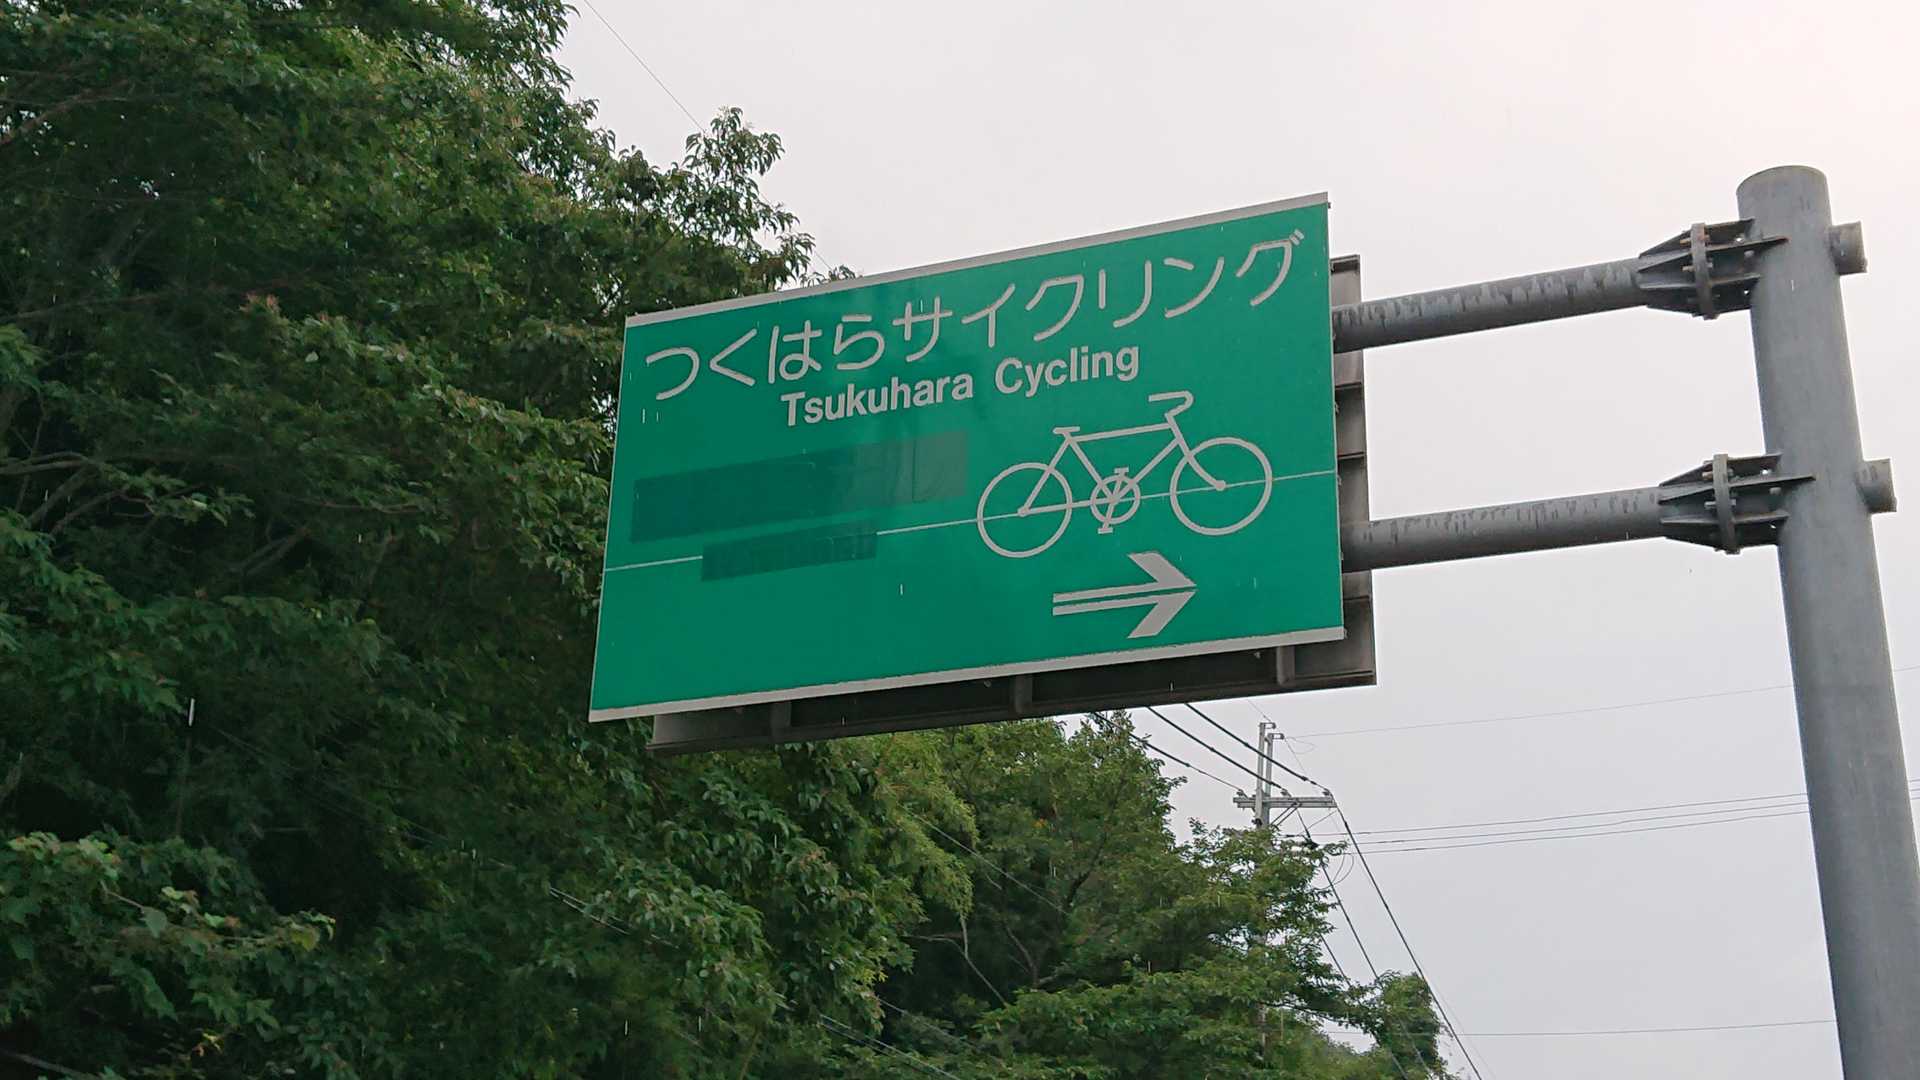 つくはらサイクリング
Tsukuhara Cycling